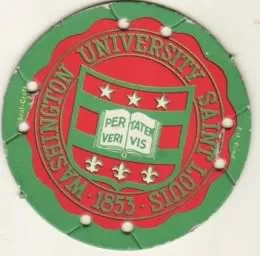 WASHINGTON UNIVERSITY SAINT LOUIS
· 1853 ·
PER TATEM
VERI VIS